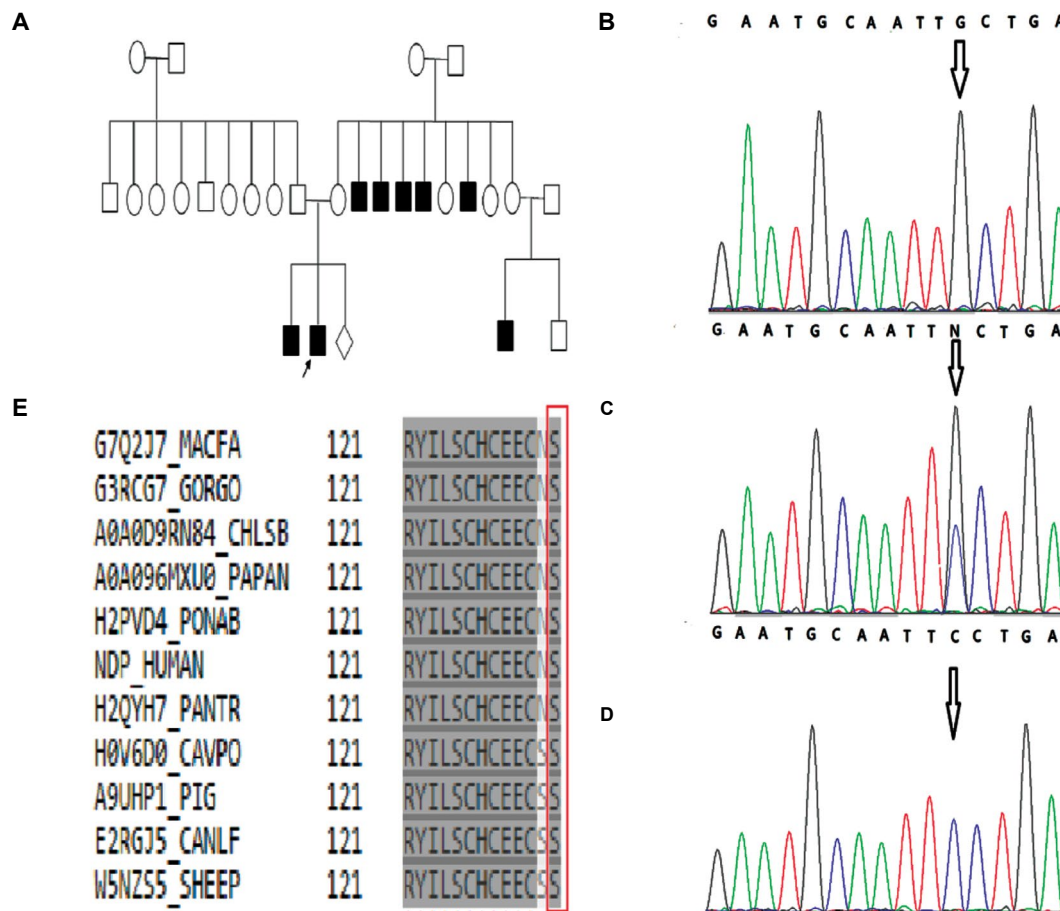 A
B
G A A T G C A A T T G C T G A
G A A T G C A A T T N C T G A
C
G A A T G C A A T T C C T G A
D
E
G7Q2J7_MACFA 121 RYILSCHCEECNS
G3RCG7_GORGO 121 RYILSCHCEECNS
A0A0D9RN84_CHLSB 121 RYILSCHCEECNS
A0A096MXU0_PAPAN 121 RYILSCHCEECNS
H2PVD4_PONAB 121 RYILSCHCEECNS
NDP_HUMAN 121 RYILSCHCEECNS
H2QYH7_PANTR 121 RYILSCHCEECNS
H0V6D0_CAVPO 121 RYILSCHCEECSS
A9UHP1_PIG 121 RYILSCHCEECSS
E2RGJ5_CANLF 121 RYILSCHCEECSS
W5NZS5_SHEEP 121 RYILSCHCEECSS